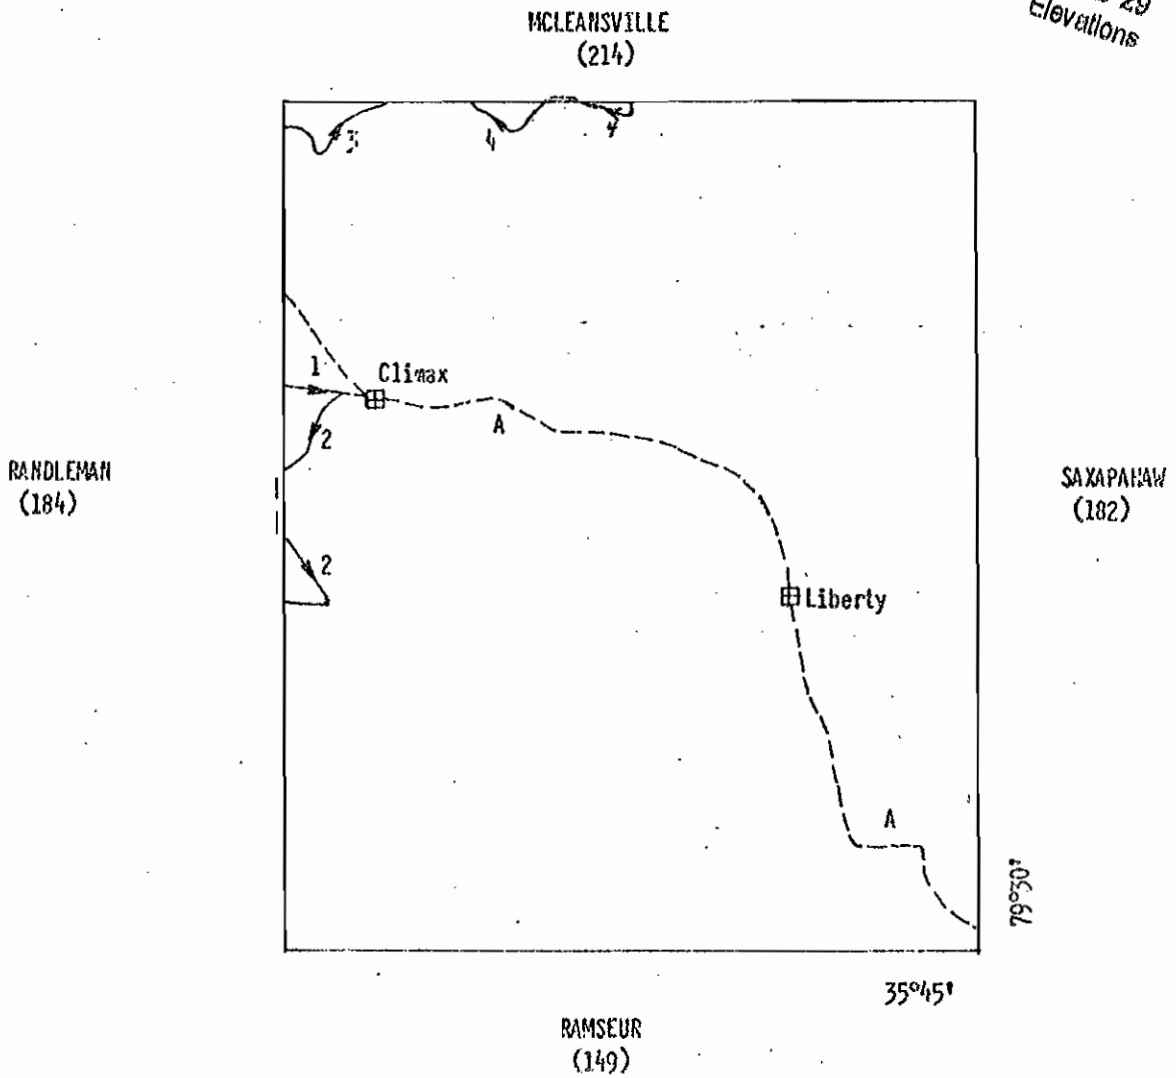 29
Elevations
MCLEANSVILLE
(214)
3
4
4
1
Climax
A
2
RANDLEMAN
(184)
SAXAPAHAW
(182)
2
Liberty
A
79°30'
35°45'
RAMSEUR
(149)